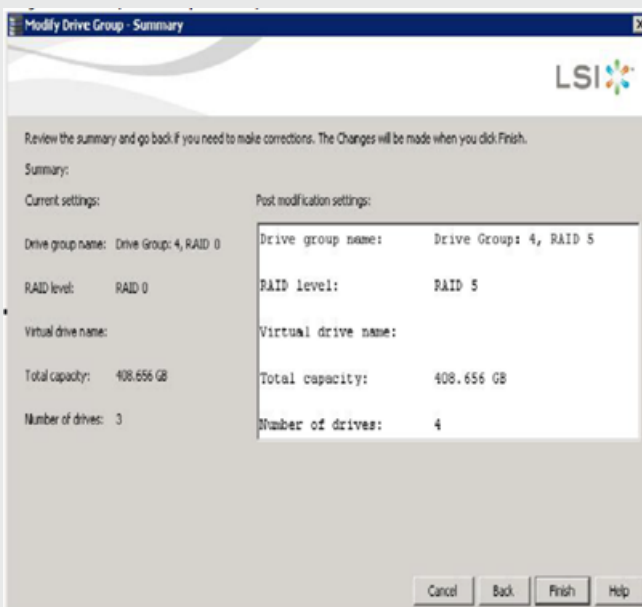 Modify Drive Group - Summary
LSI
Review the summary and go back if you need to make corrections. The Changes will be made when you click Finish.
Summary:
Current settings:
Post modification settings:
Drive group name: Drive Group: 4, RAID 0
Drive group name: Drive Group: 4, RAID 5
RAID level: RAID 0
RAID level: RAID 5
Virtual drive name:
Virtual drive name:
Total capacity: 408.656 GB
Total capacity: 408.656 GB
Number of drives: 3
Number of drives: 4
Cancel
Back
Finish
Help